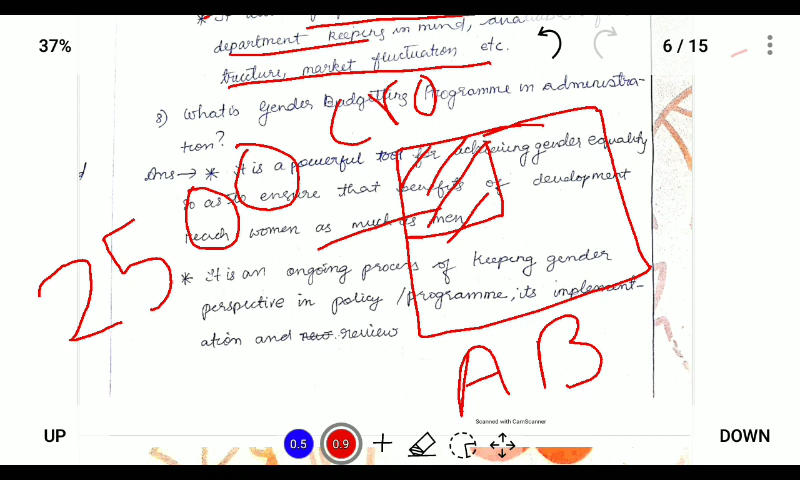 37%
6 / 15
department keeping in mind,
tructure, market fluctuation etc.
8) What is gender Budgetting Programme in administra-
tion?
CYO
Ans → * it is a powerful tool for achieving gender equality
so as to ensure that benefits of development
reach women as much as men
25
* it is an ongoing process of keeping gender
perspective in policy /programme, its implement-
ation and review
A B
Scanned with CamScanner
UP
0.5
0.9
DOWN